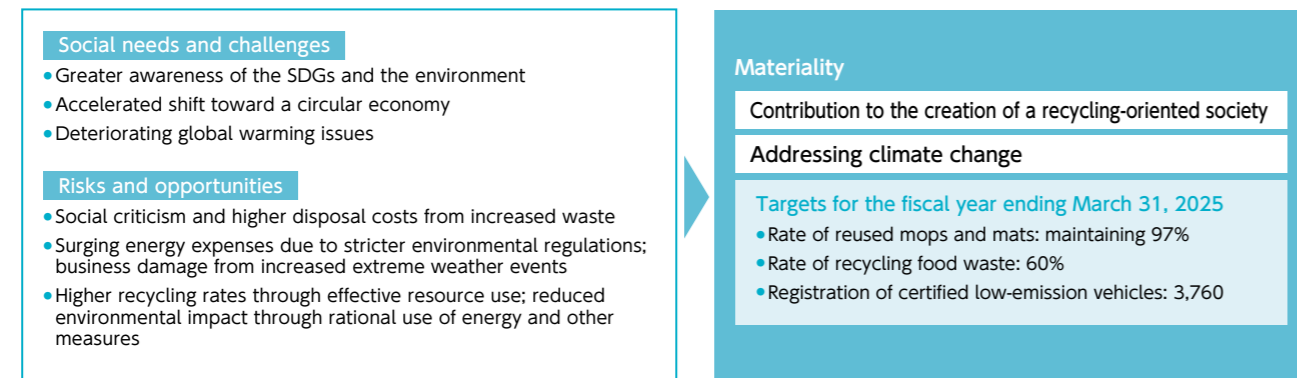 Social needs and challenges
•Greater awareness of the SDGs and the environment
•Accelerated shift toward a circular economy
•Deteriorating global warming issues
Risks and opportunities
•Social criticism and higher disposal costs from increased waste
•Surging energy expenses due to stricter environmental regulations;
business damage from increased extreme weather events
•Higher recycling rates through effective resource use; reduced
environmental impact through rational use of energy and other
measures
Materiality
Contribution to the creation of a recycling-oriented society
Addressing climate change
Targets for the fiscal year ending March 31, 2025
•Rate of reused mops and mats: maintaining 97%
•Rate of recycling food waste: 60%
•Registration of certified low-emission vehicles: 3,760